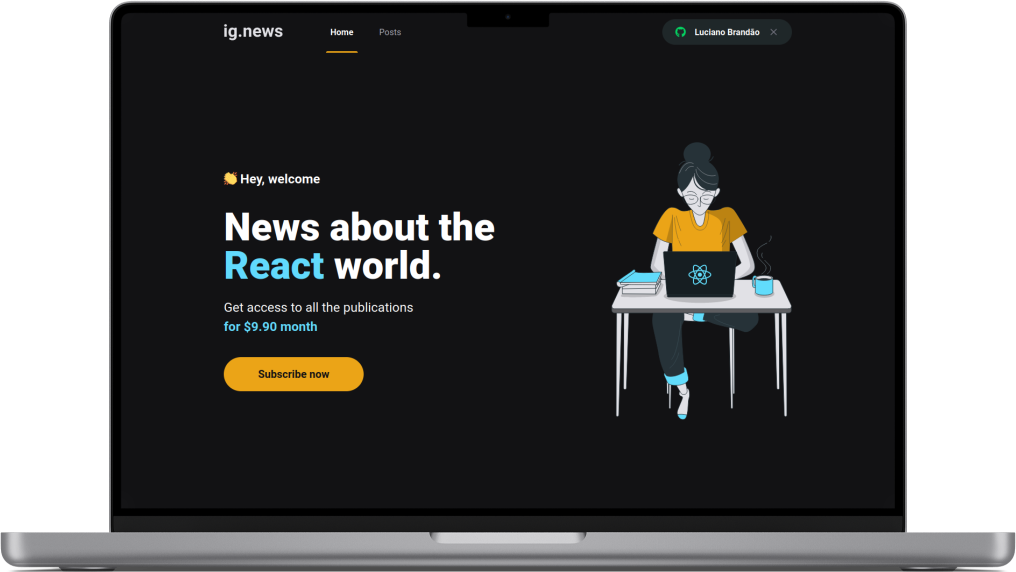 ig.news
Home
Posts
Luciano Brandão
👏 Hey, welcome
News about the
React world.
Get access to all the publications
for $9.90 month
Subscribe now